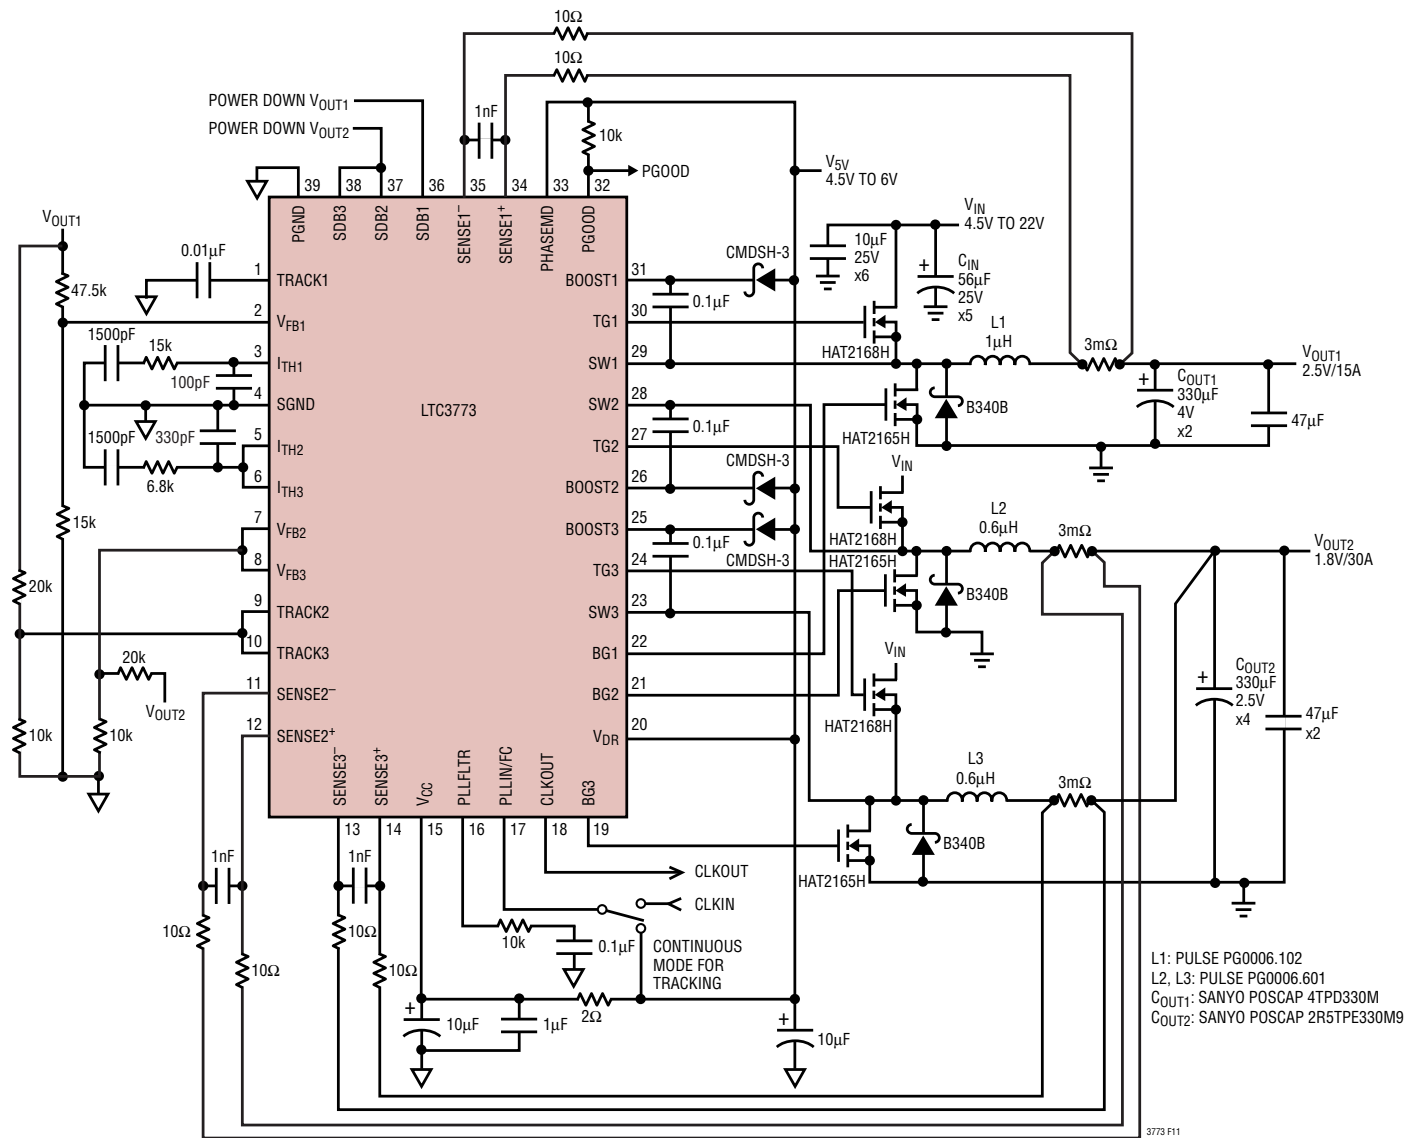 10Ω
10Ω
POWER DOWN VOUT1
POWER DOWN VOUT2
1nF
10k
PGOOD
V5V
4.5V TO 6V
39
38
37
36
35
34
33
32
PGND
SDB3
SDB2
SDB1
SENSE1–
SENSE1+
PHASEMD
PGOOD
VOUT1
47.5k
0.01µF
1
TRACK1
2
VFB1
1500pF
15k
3
ITH1
100pF
4
SGND
1500pF
330pF
5
ITH2
6.8k
6
ITH3
15k
7
VFB2
8
VFB3
20k
9
TRACK2
10
TRACK3
20k
VOUT2
11
SENSE2–
12
SENSE2+
10k
10k
LTC3773
BOOST1
31
TG1
30
SW1
29
SW2
28
TG2
27
BOOST2
26
BOOST3
25
TG3
24
SW3
23
BG1
22
BG2
21
VDR
20
SENSE3–
SENSE3+
VCC
PLLFLTR
PLLIN/FC
CLKOUT
BG3
13
14
15
16
17
18
19
CMDSH-3
0.1µF
0.1µF
CMDSH-3
0.1µF
CMDSH-3
VIN
4.5V TO 22V
10µF
25V
x6
CIN
56µF
25V
x5
HAT2168H
L1
1µH
3mΩ
VOUT1
2.5V/15A
HAT2165H
B340B
COUT1
330µF
4V
x2
47µF
VIN
HAT2168H
L2
0.6µH
3mΩ
VOUT2
1.8V/30A
HAT2165H
B340B
VIN
HAT2168H
COUT2
330µF
2.5V
x4
47µF
x2
L3
0.6µH
3mΩ
HAT2165H
B340B
1nF
1nF
10Ω
10Ω
10Ω
10Ω
CLKOUT
CLKIN
10k
0.1µF
CONTINUOUS
MODE FOR
TRACKING
10µF
1µF
2Ω
10µF
L1: PULSE PG0006.102
L2, L3: PULSE PG0006.601
COUT1: SANYO POSCAP 4TPD330M
COUT2: SANYO POSCAP 2R5TPE330M9
3773 F11